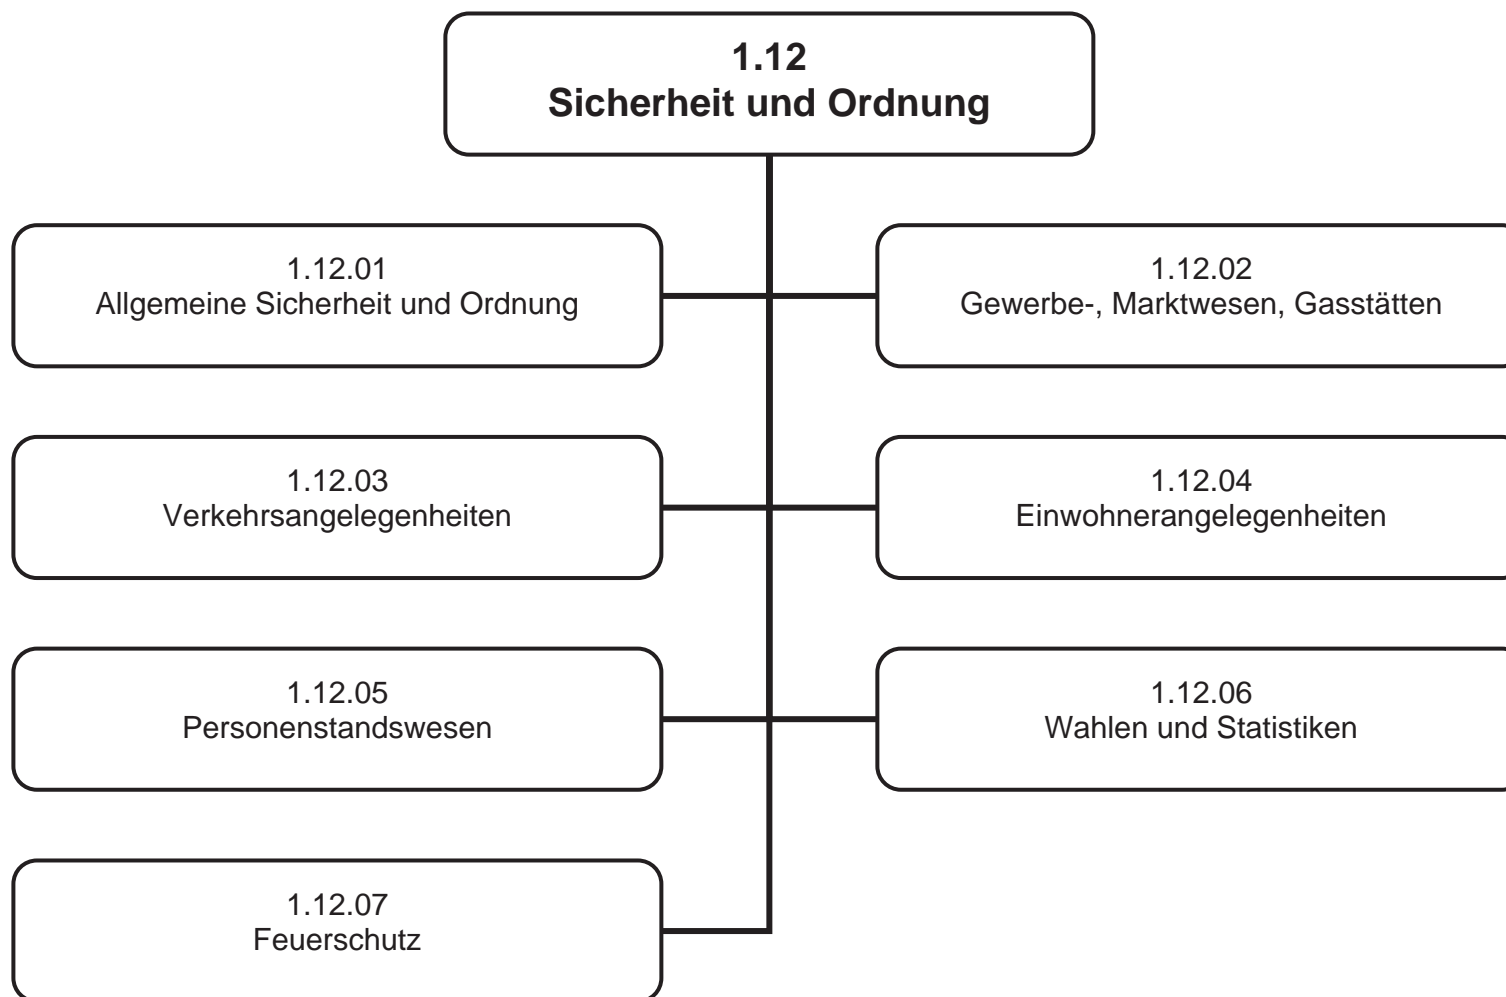 1.12
Sicherheit und Ordnung
1.12.01
Allgemeine Sicherheit und Ordnung
1.12.02
Gewerbe-, Marktwesen, Gasstätten
1.12.03
Verkehrsangelegenheiten
1.12.04
Einwohnerangelegenheiten
1.12.05
Personenstandswesen
1.12.06
Wahlen und Statistiken
1.12.07
Feuerschutz